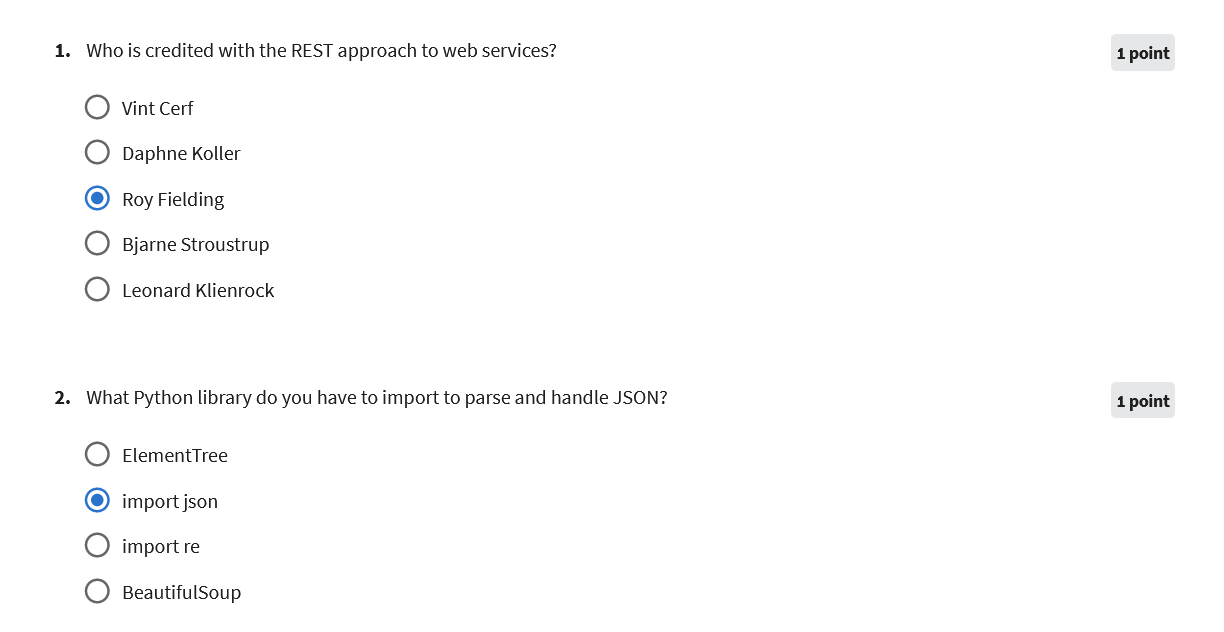 1. Who is credited with the REST approach to web services?
1 point
Vint Cerf
Daphne Koller
Roy Fielding
Bjarne Stroustrup
Leonard Klienrock
2. What Python library do you have to import to parse and handle JSON?
1 point
ElementTree
import json
import re
BeautifulSoup